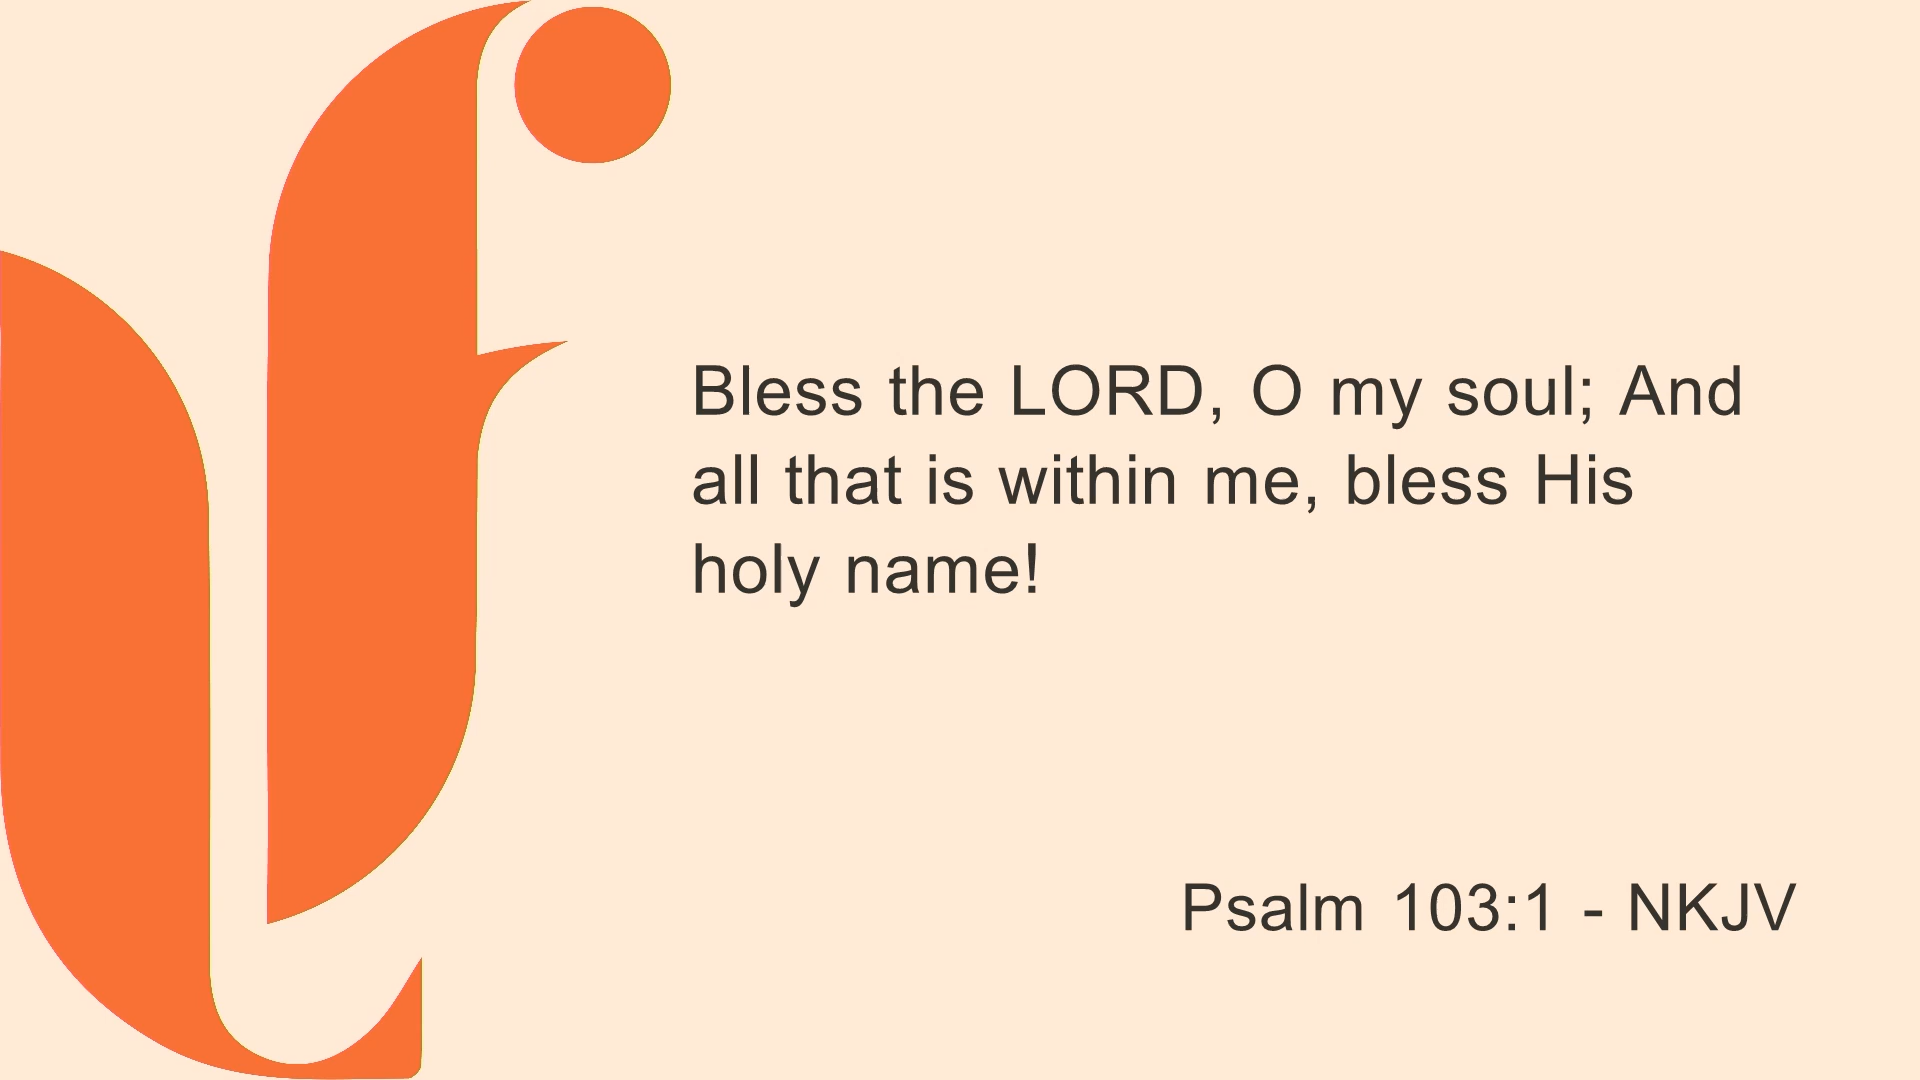 Bless the LORD, O my soul; And
all that is within me, bless His
holy name!
Psalm 103:1 - NKJV